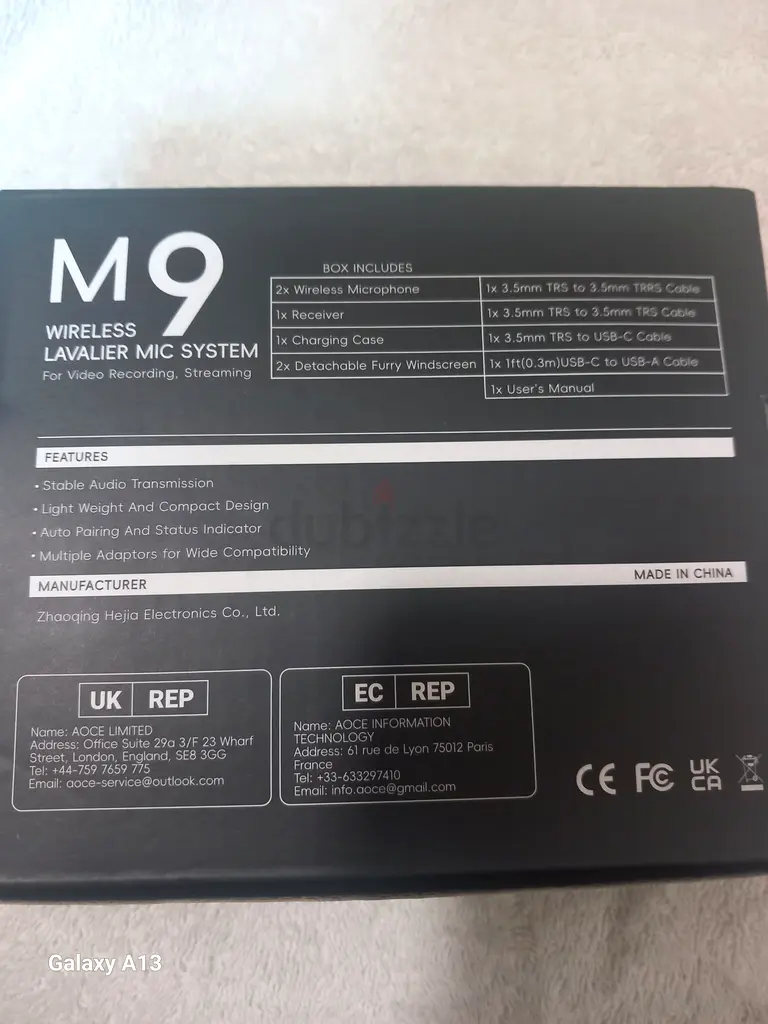 M9
WIRELESS
LAVALIER MIC SYSTEM
For Video Recording, Streaming
BOX INCLUDES
2x Wireless Microphone
1x 3.5mm TRS to 3.5mm TRRS Cable
1x Receiver
1x 3.5mm TRS to 3.5mm TRS Cable
1x Charging Case
1x 3.5mm TRS to USB-C Cable
2x Detachable Furry Windscreen
1x 1ft(0.3m)USB-C to USB-A Cable
1x User's Manual
FEATURES
• Stable Audio Transmission
• Light Weight And Compact Design
• Auto Pairing And Status Indicator
• Multiple Adaptors for Wide Compatibility
dubizzle
MANUFACTURER
MADE IN CHINA
Zhaoqing Hejia Electronics Co., Ltd.
UK REP
Name: AOCE LIMITED
Address: Office Suite 29a 3/F 23 Wharf
Street, London, England, SE8 3GG
Tel: +44-759 7659 775
Email: aoce-service@outlook.com
EC REP
Name: AOCE INFORMATION
TECHNOLOGY
Address: 61 rue de Lyon 75012 Paris
France
Tel: +33-633297410
Email: info.aoce@gmail.com
CE FC UK
CA
Galaxy A13